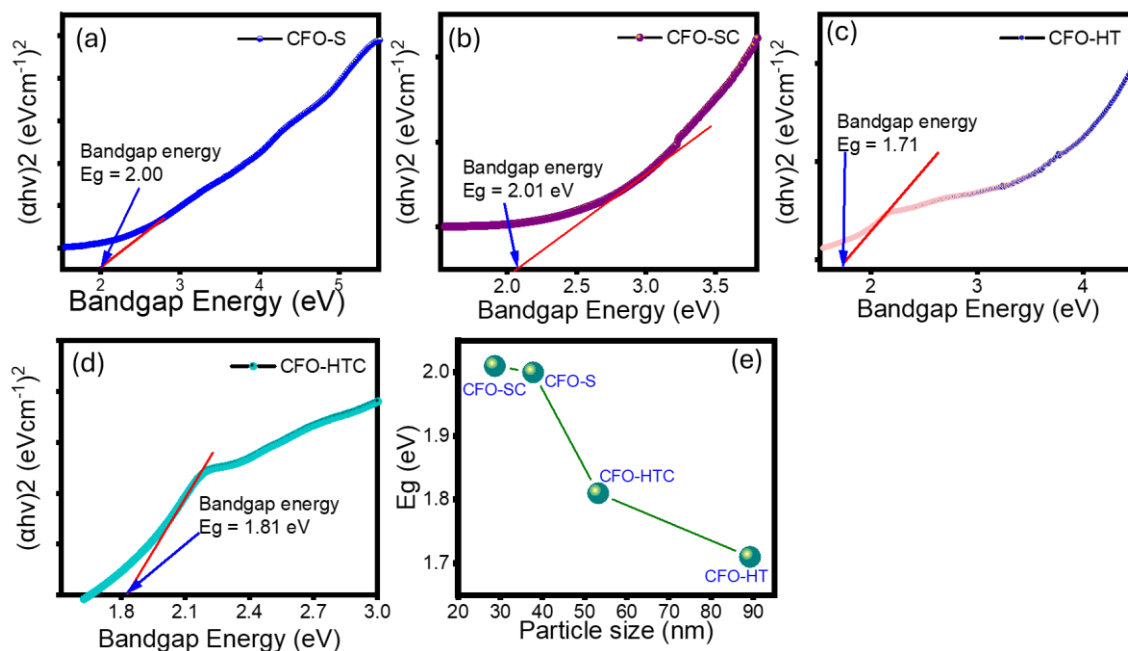 (a)
CFO-S
(αhv)2 (eVcm⁻¹)²
Bandgap energy
Eg = 2.00
2
3
4
5
Bandgap Energy (eV)
(b)
CFO-SC
(αhv)2 (eVcm⁻¹)²
Bandgap energy
Eg = 2.01 eV
2.0
2.5
3.0
3.5
Bandgap Energy (eV)
(c)
CFO-HT
(αhv)2 (eVcm⁻¹)²
Bandgap energy
Eg = 1.71
2
3
4
Bandgap Energy (eV)
(d)
CFO-HTC
(αhv)2 (eVcm⁻¹)²
Bandgap energy
Eg = 1.81 eV
1.8
2.1
2.4
2.7
3.0
Bandgap Energy (eV)
(e)
Eg (eV)
2.0
1.9
1.8
1.7
CFO-SC
CFO-S
CFO-HTC
CFO-HT
20
30
40
50
60
70
80
90
Particle size (nm)